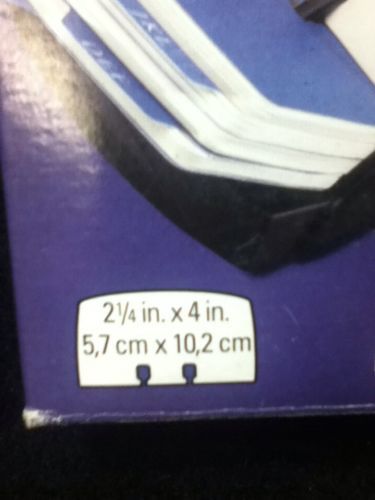 2¼ in. x 4 in.
5,7 cm x 10,2 cm